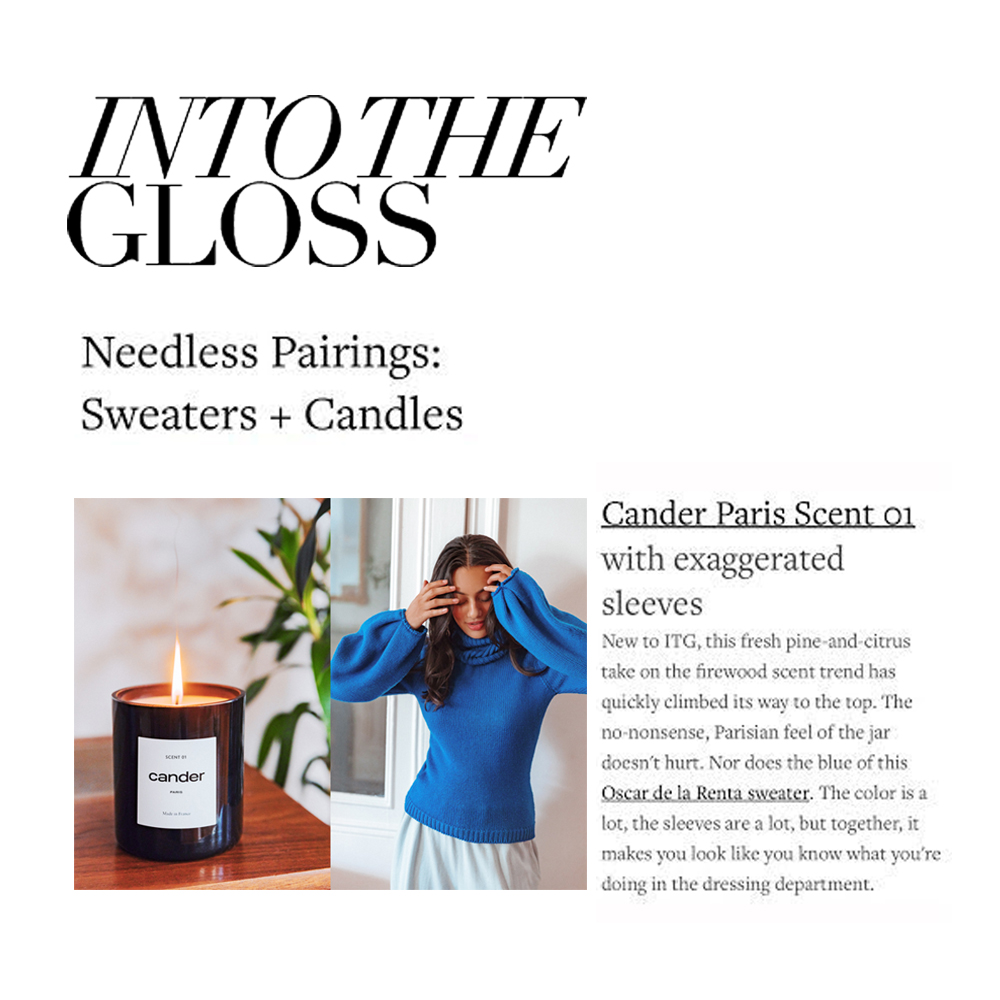 INTO THE
GLOSS
Needless Pairings:
Sweaters + Candles
SCENT 01
cander
PARIS
Made in France
Cander Paris Scent 01
with exaggerated
sleeves
New to ITG, this fresh pine-and-citrus
take on the firewood scent trend has
quickly climbed its way to the top. The
no-nonsense, Parisian feel of the jar
doesn't hurt. Nor does the blue of this
Oscar de la Renta sweater. The color is a
lot, the sleeves are a lot, but together, it
makes you look like you know what you're
doing in the dressing department.